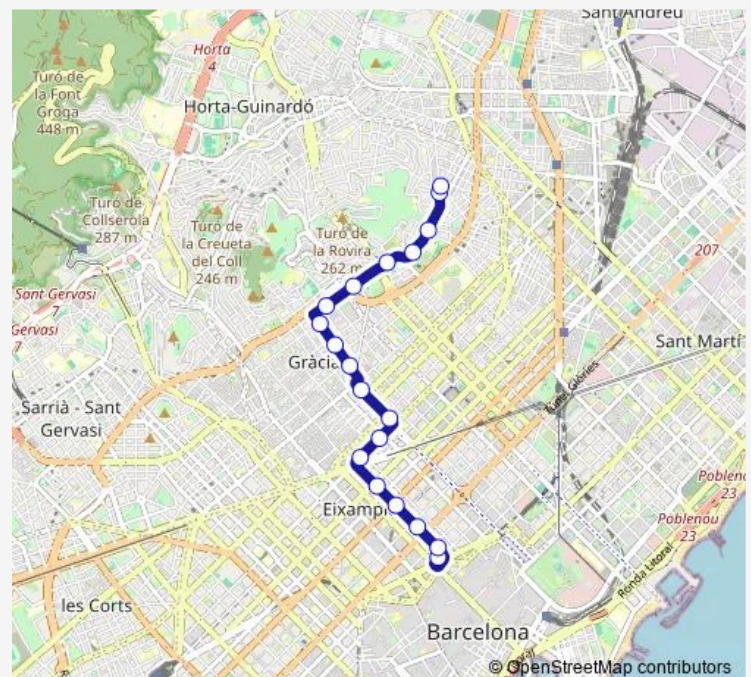 Sant Andreu
Horta
4
Turó de
la Font
Groga
448 m
Horta-Guinardó
Turó de
Collserola
287 m
Turó de
la Creueta
del Coll
246 m
Turó de
la Rovira
262 m
207
Sant Gervasi
7
Gervasi
7
Gràcia
Sant Martí
Túnel Glòries
Sarrià - Sant
Gervasi
Poblenou
23
Eixample
Poblenou
23
Ronda Litoral
les Corts
Barcelona
© OpenStreetMap contributors